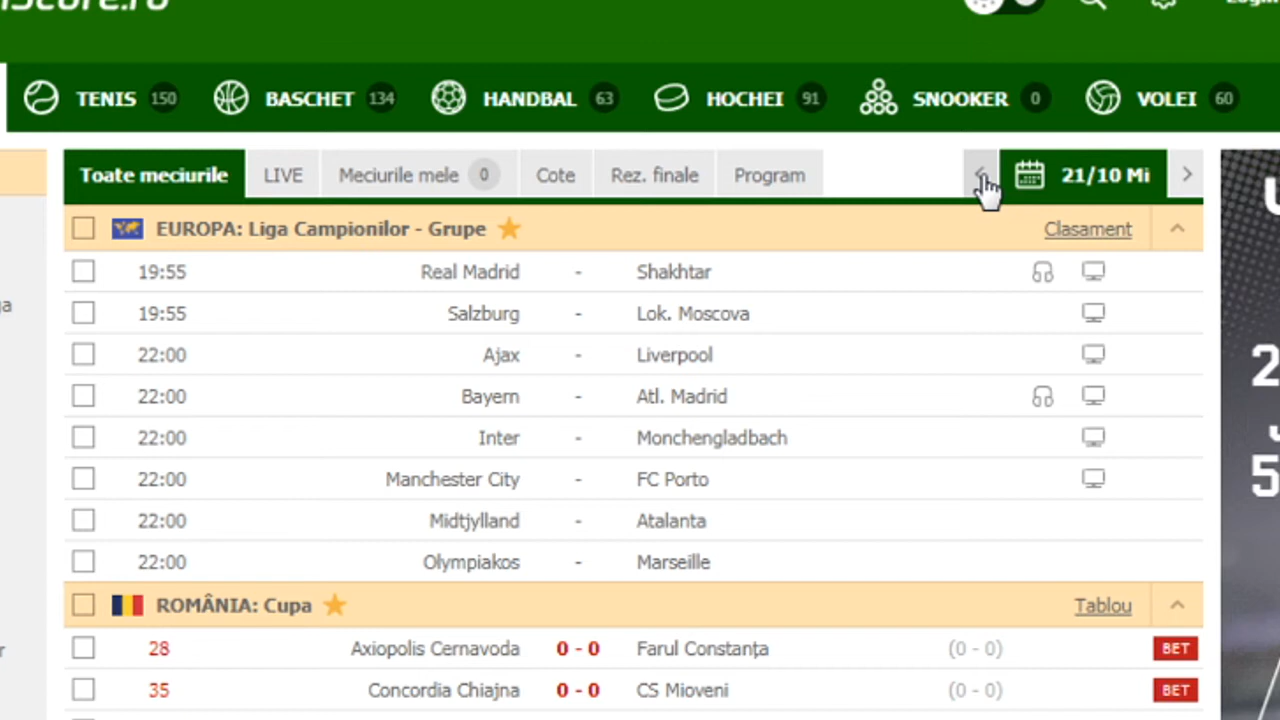 TENIS 150 BASCHET 134 HANDBAL 63 HOCHEI 91 SNOOKER 0 VOLEI 60
Toate meciurile LIVE Meciurile mele 0 Cote Rez. finale Program 21/10 Mi
EUROPA: Liga Campionilor - Grupe Clasament
19:55 Real Madrid - Shakhtar
19:55 Salzburg - Lok. Moscova
22:00 Ajax - Liverpool
22:00 Bayern - Atl. Madrid
22:00 Inter - Monchengladbach
22:00 Manchester City - FC Porto
22:00 Midtjylland - Atalanta
22:00 Olympiakos - Marseille
ROMÂNIA: Cupa Tablou
28 Axiopolis Cernavoda 0 - 0 Farul Constanța (0 - 0) BET
35 Concordia Chiajna 0 - 0 CS Mioveni (0 - 0) BET